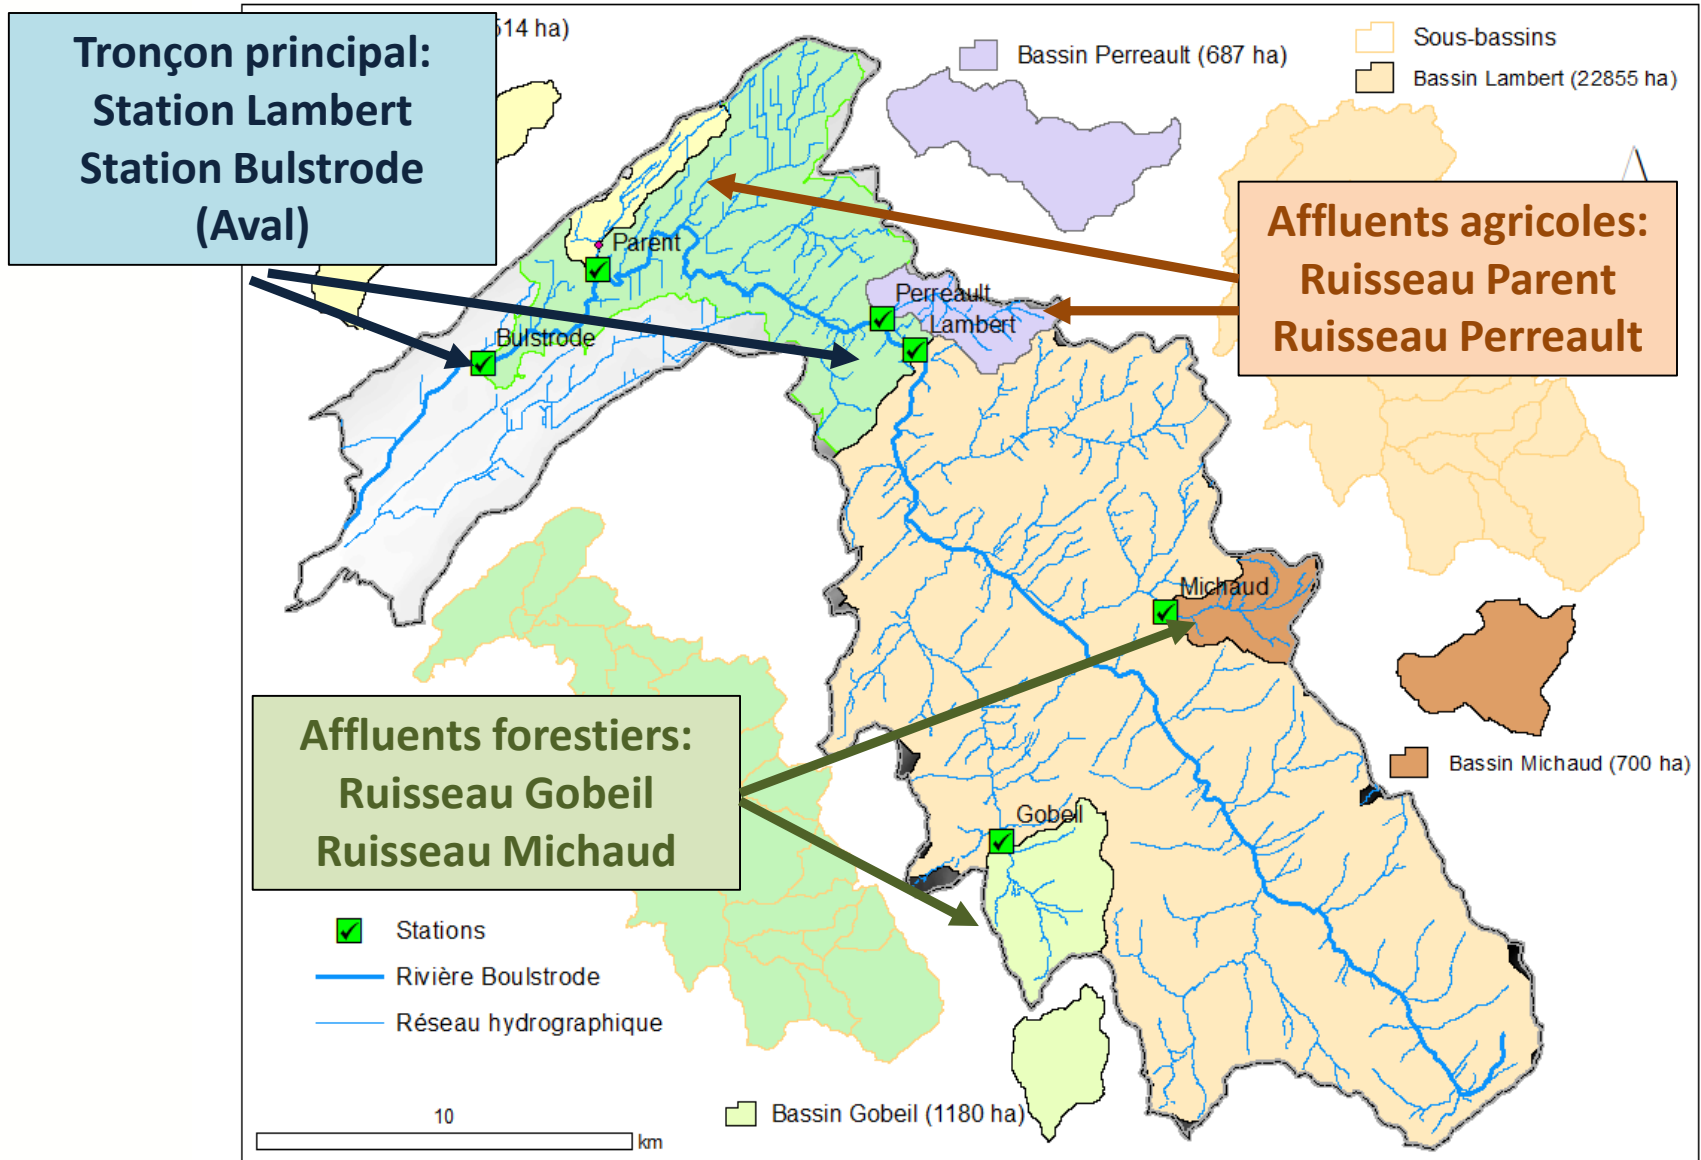 Tronçon principal:
Station Lambert
Station Bulstrode
(Aval)
514 ha)
Bassin Perreault (687 ha)
Sous-bassins
Bassin Lambert (22855 ha)
Affluents agricoles:
Ruisseau Parent
Ruisseau Perreault
Parent
Perreault
Lambert
Bulstrode
Michaud
Affluents forestiers:
Ruisseau Gobeil
Ruisseau Michaud
Bassin Michaud (700 ha)
Gobeil
Stations
Rivière Boulstrode
Réseau hydrographique
10
km
Bassin Gobeil (1180 ha)